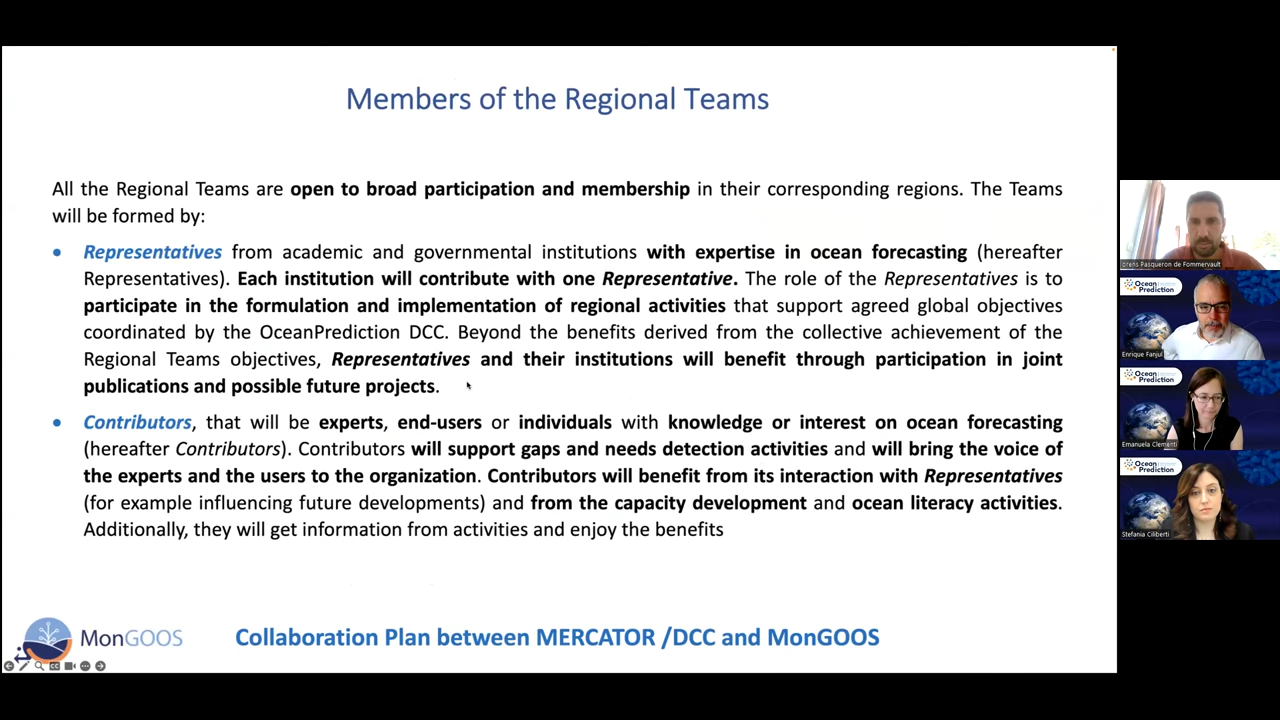 Members of the Regional Teams
All the Regional Teams are open to broad participation and membership in their corresponding regions. The Teams
will be formed by:
• Representatives from academic and governmental institutions with expertise in ocean forecasting (hereafter
Representatives). Each institution will contribute with one Representative. The role of the Representatives is to
participate in the formulation and implementation of regional activities that support agreed global objectives
coordinated by the OceanPrediction DCC. Beyond the benefits derived from the collective achievement of the
Regional Teams objectives, Representatives and their institutions will benefit through participation in joint
publications and possible future projects.
• Contributors, that will be experts, end-users or individuals with knowledge or interest on ocean forecasting
(hereafter Contributors). Contributors will support gaps and needs detection activities and will bring the voice of
the experts and the users to the organization. Contributors will benefit from its interaction with Representatives
(for example influencing future developments) and from the capacity development and ocean literacy activities.
Additionally, they will get information from activities and enjoy the benefits
MonGOOS
Collaboration Plan between MERCATOR /DCC and MonGOOS
Pasqueron de Fommervault
Ocean
Prediction
Enrique Fanjul
Ocean
Prediction
Emanuela Clementi
Ocean
Prediction
Stefania Ciliberti